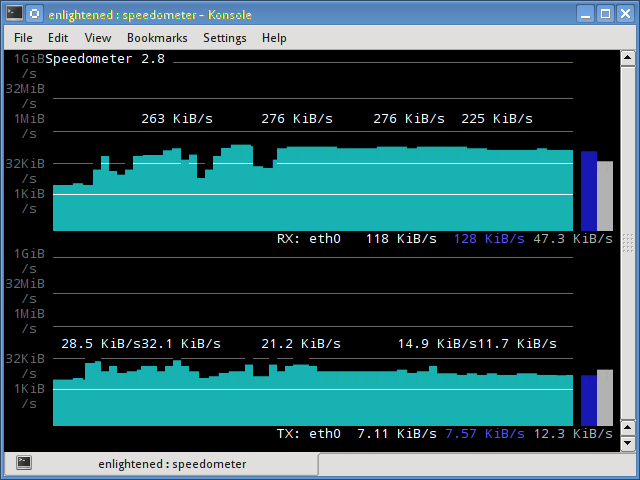 enlightened : speedometer - Konsole
File Edit View Bookmarks Settings Help
1GiB Speedometer 2.8
/s
32MiB
/s
1MiB 263 KiB/s 276 KiB/s 276 KiB/s 225 KiB/s
/s
32KiB
/s
1KiB
/s
RX: eth0 118 KiB/s 128 KiB/s 47.3 KiB/s
1GiB
/s
32MiB
/s
1MiB
/s
28.5 KiB/s32.1 KiB/s 21.2 KiB/s 14.9 KiB/s11.7 KiB/s
32KiB
/s
1KiB
/s
TX: eth0 7.11 KiB/s 7.57 KiB/s 12.3 KiB/s
enlightened : speedometer